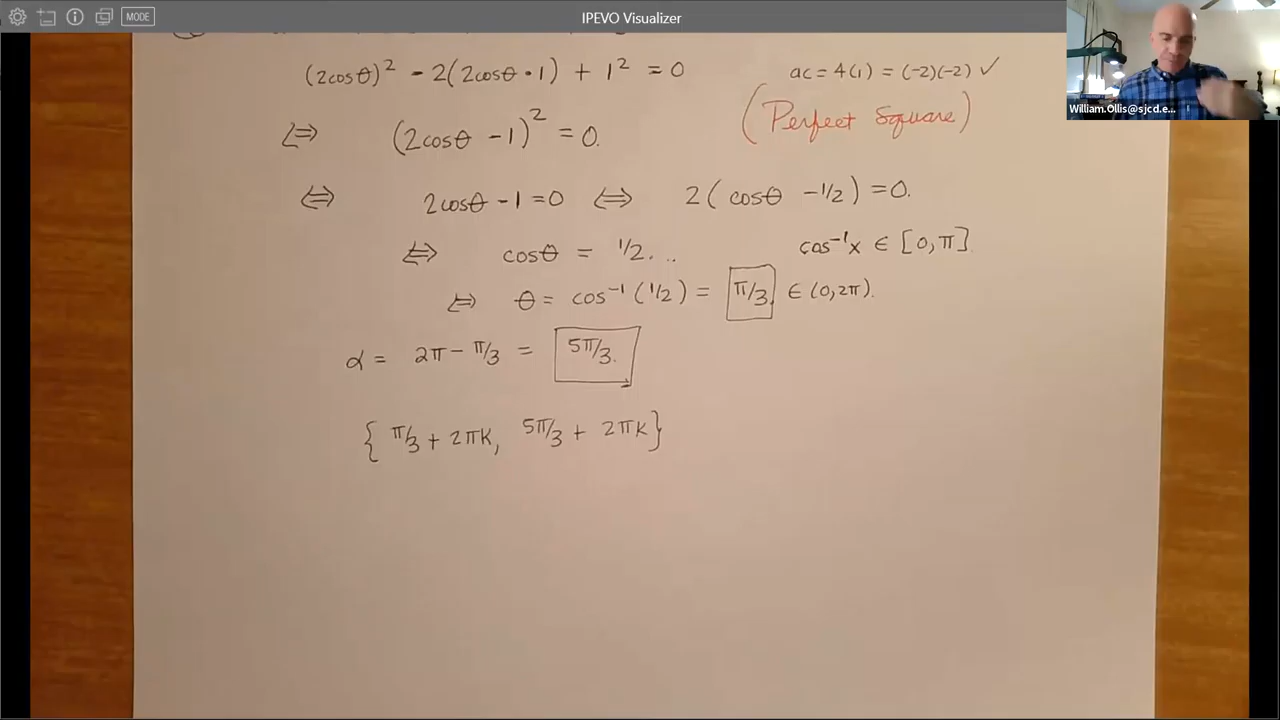 IPEVO Visualizer
MODE
William.Ollis@sjcd.e...
(2cosθ)² - 2(2cosθ·1) + 1² = 0
ac = 4(1) = (-2)(-2) ✓
(Perfect Square)
⟺ (2cosθ - 1)² = 0.
⟺ 2cosθ - 1 = 0 ⟺ 2(cosθ - 1/2) = 0.
⟺ cosθ = 1/2...
cos⁻¹x ∈ [0, π]
⟺ θ = cos⁻¹(1/2) = π/3 ∈ (0, 2π).
α = 2π - π/3 = 5π/3.
{ π/3 + 2πk, 5π/3 + 2πk }